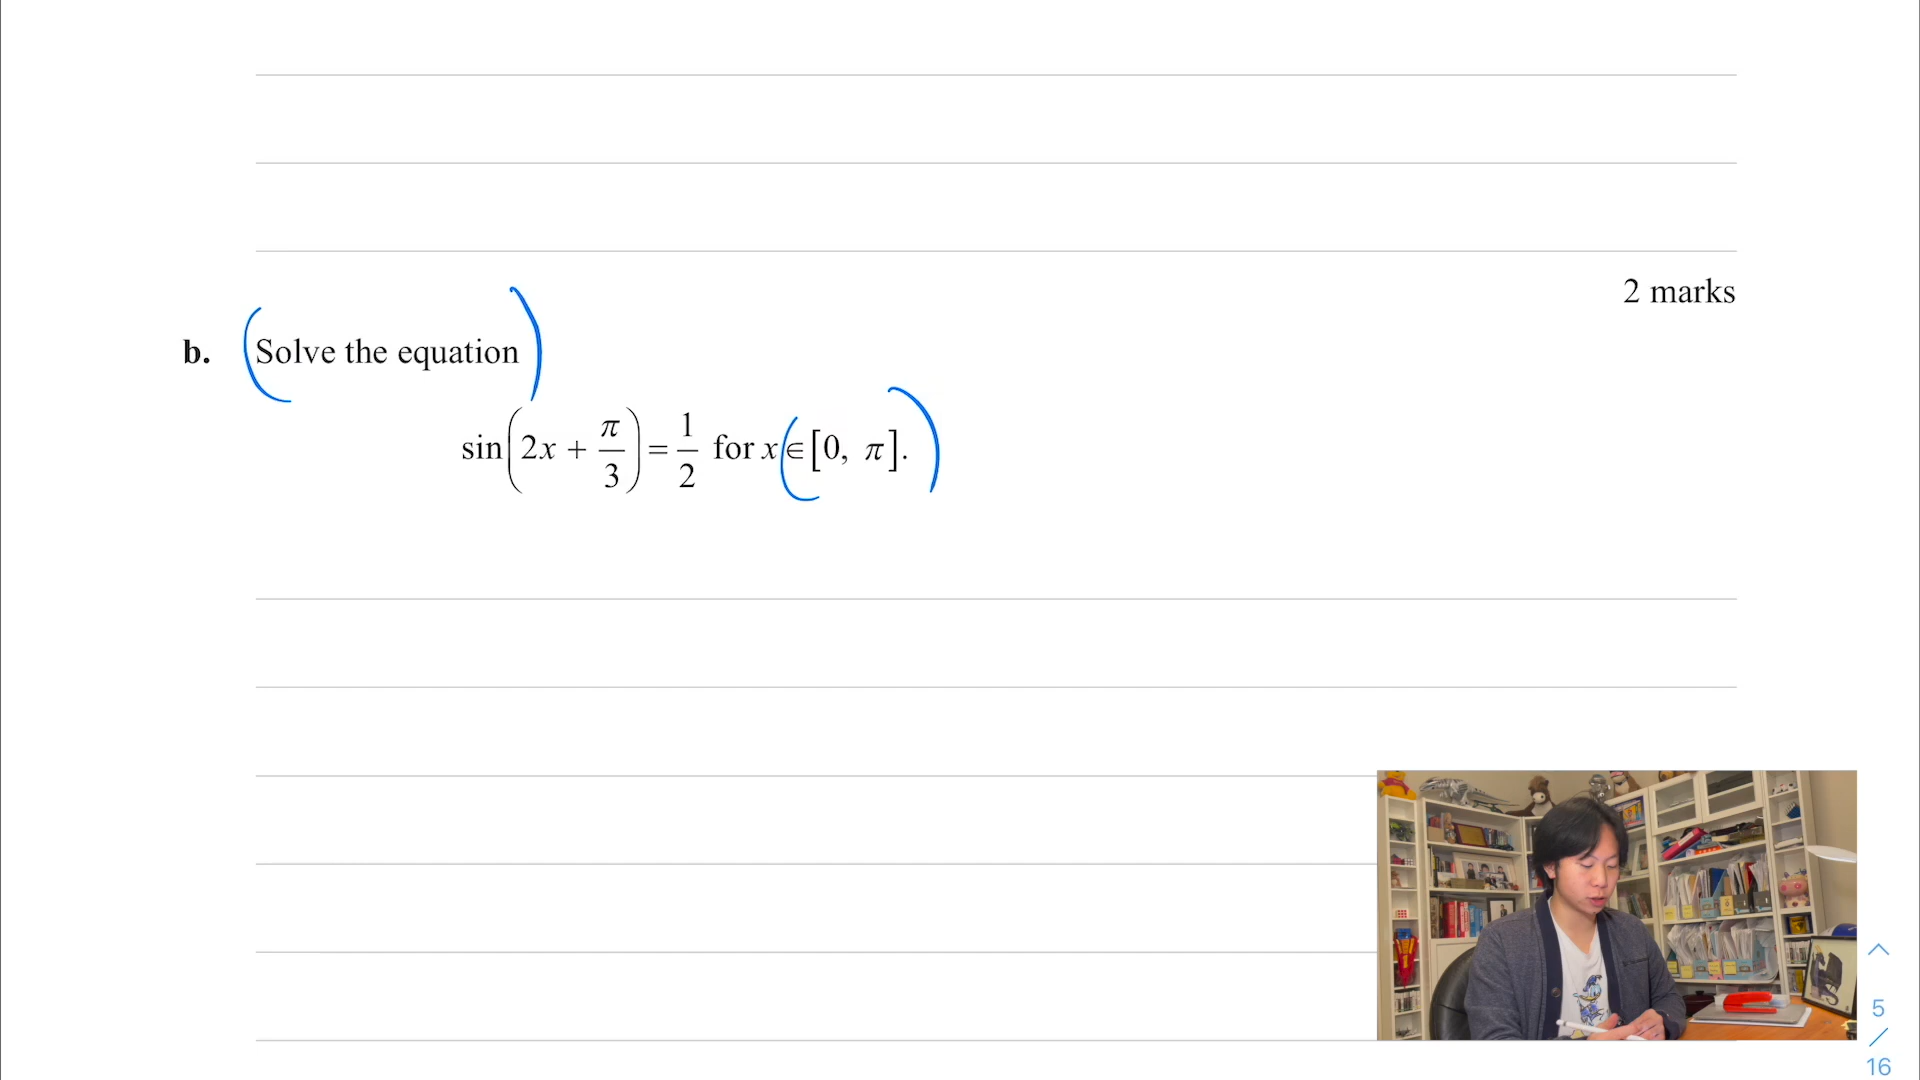 2 marks
b. Solve the equation
sin(2x + π/3) = 1/2 for x ∈ [0, π].
5
/
16